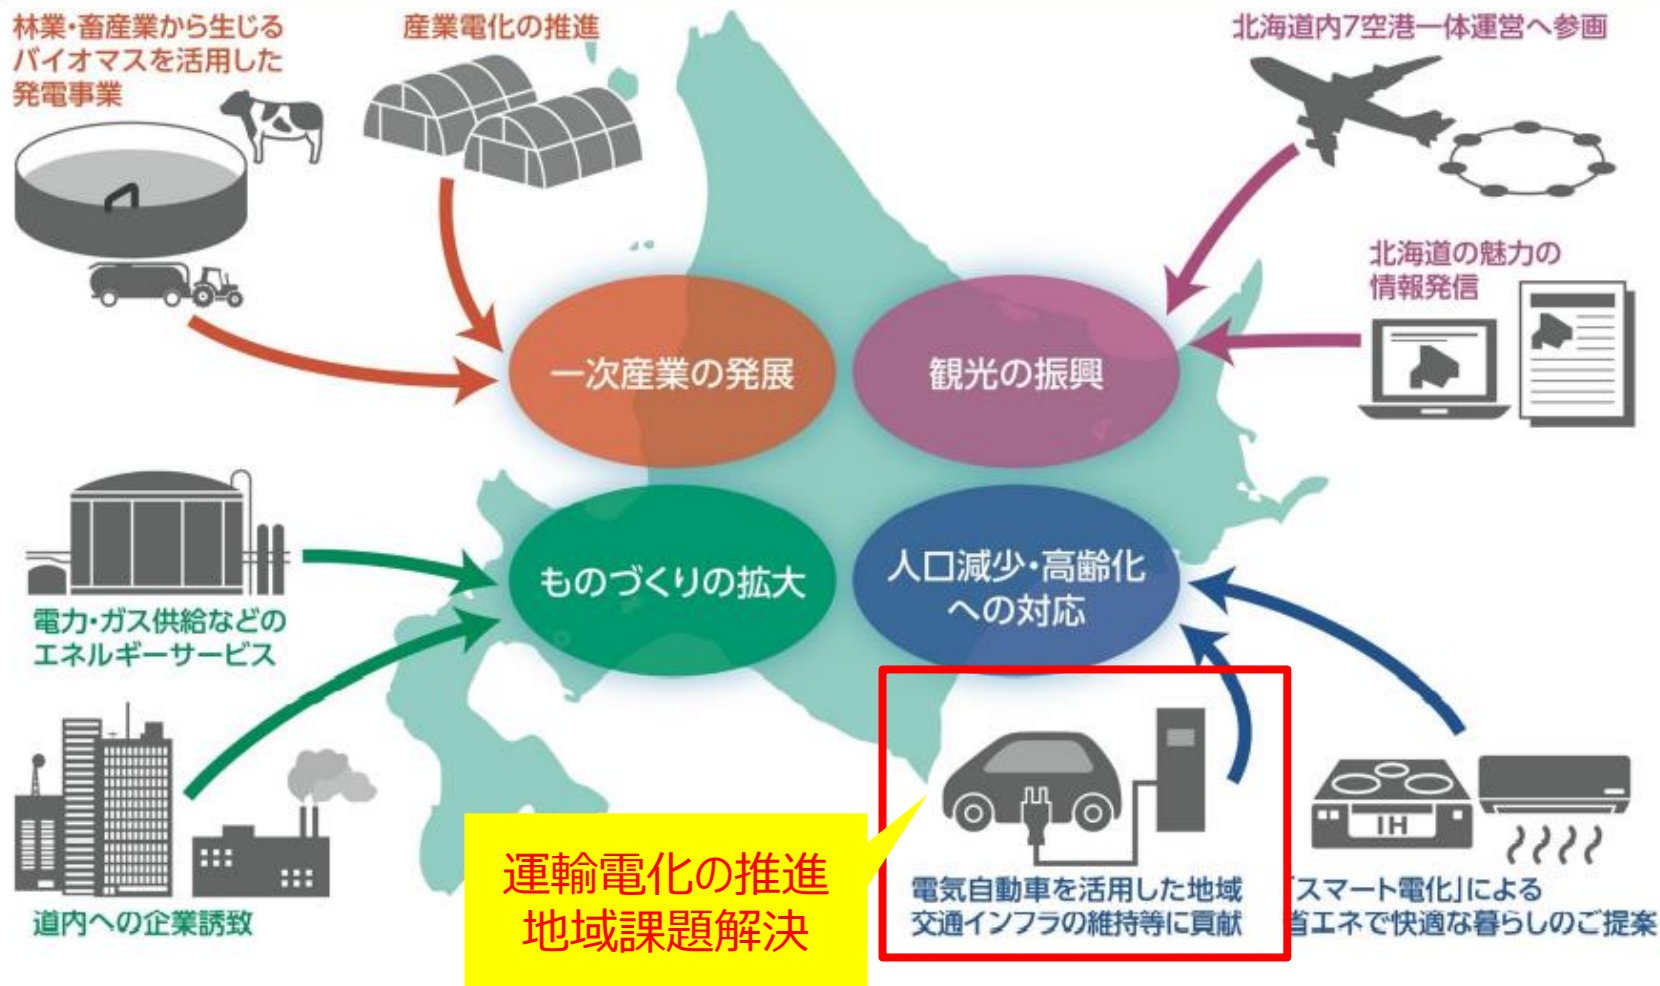 林業・畜産業から生じる
バイオマスを活用した
発電事業
産業電化の推進
北海道内7空港一体運営へ参画
北海道の魅力の
情報発信
一次産業の発展
観光の振興
ものづくりの拡大
人口減少・高齢化
への対応
電力・ガス供給などの
エネルギーサービス
道内への企業誘致
運輸電化の推進
地域課題解決
電気自動車を活用した地域
交通インフラの維持等に貢献
IH
「スマート電化」による
省エネで快適な暮らしのご提案